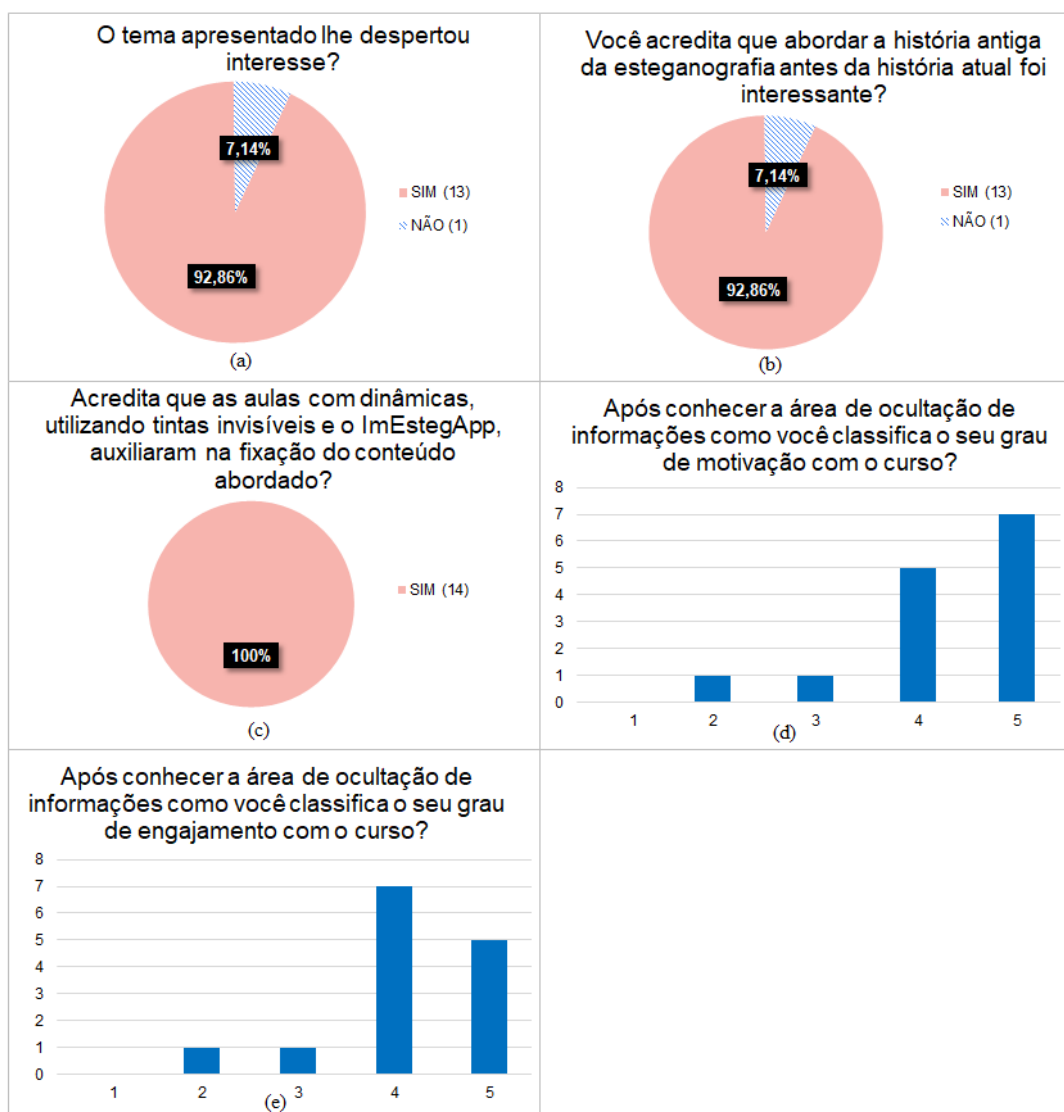 O tema apresentado lhe despertou
interesse?
7,14%
SIM (13)
NÃO (1)
92,86%
(a)
Você acredita que abordar a história antiga
da esteganografia antes da história atual foi
interessante?
7,14%
SIM (13)
NÃO (1)
92,86%
(b)
Acredita que as aulas com dinâmicas,
utilizando tintas invisíveis e o ImEstegApp,
auxiliaram na fixação do conteúdo
abordado?
SIM (14)
100%
(c)
Após conhecer a área de ocultação de
informações como você classifica o seu grau
de motivação com o curso?
8
7
6
5
4
3
2
1
0
1 2 3 4 5
(d)
Após conhecer a área de ocultação de
informações como você classifica o seu grau
de engajamento com o curso?
8
7
6
5
4
3
2
1
0
1 2 3 4 5
(e)